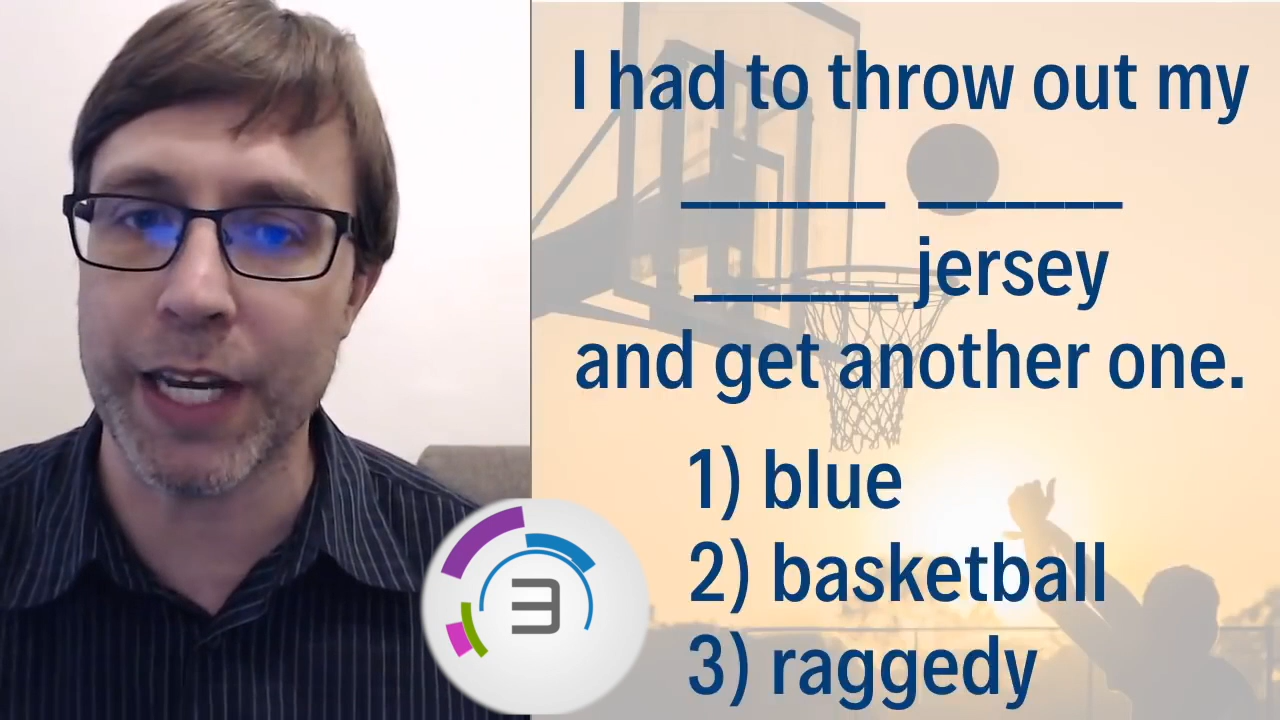 I had to throw out my
______ ______
______ jersey
and get another one.
1) blue
2) basketball
3) raggedy
3